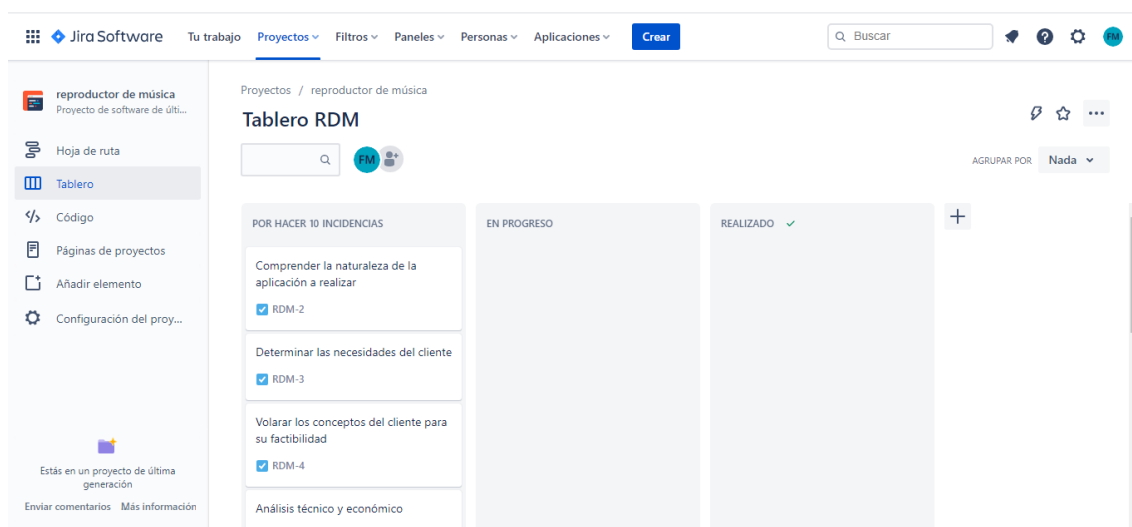 Jira Software Tu trabajo Proyectos Filtros Paneles Personas Aplicaciones Crear Buscar FM
reproductor de música
Proyecto de software de últi...
Hoja de ruta
Tablero
Código
Páginas de proyectos
Añadir elemento
Configuración del proy...
Estás en un proyecto de última
generación
Enviar comentarios Más información
Proyectos / reproductor de música
Tablero RDM
FM
AGRUPAR POR Nada
POR HACER 10 INCIDENCIAS
Comprender la naturaleza de la
aplicación a realizar
RDM-2
Determinar las necesidades del cliente
RDM-3
Volarar los conceptos del cliente para
su factibilidad
RDM-4
Análisis técnico y económico
EN PROGRESO
REALIZADO